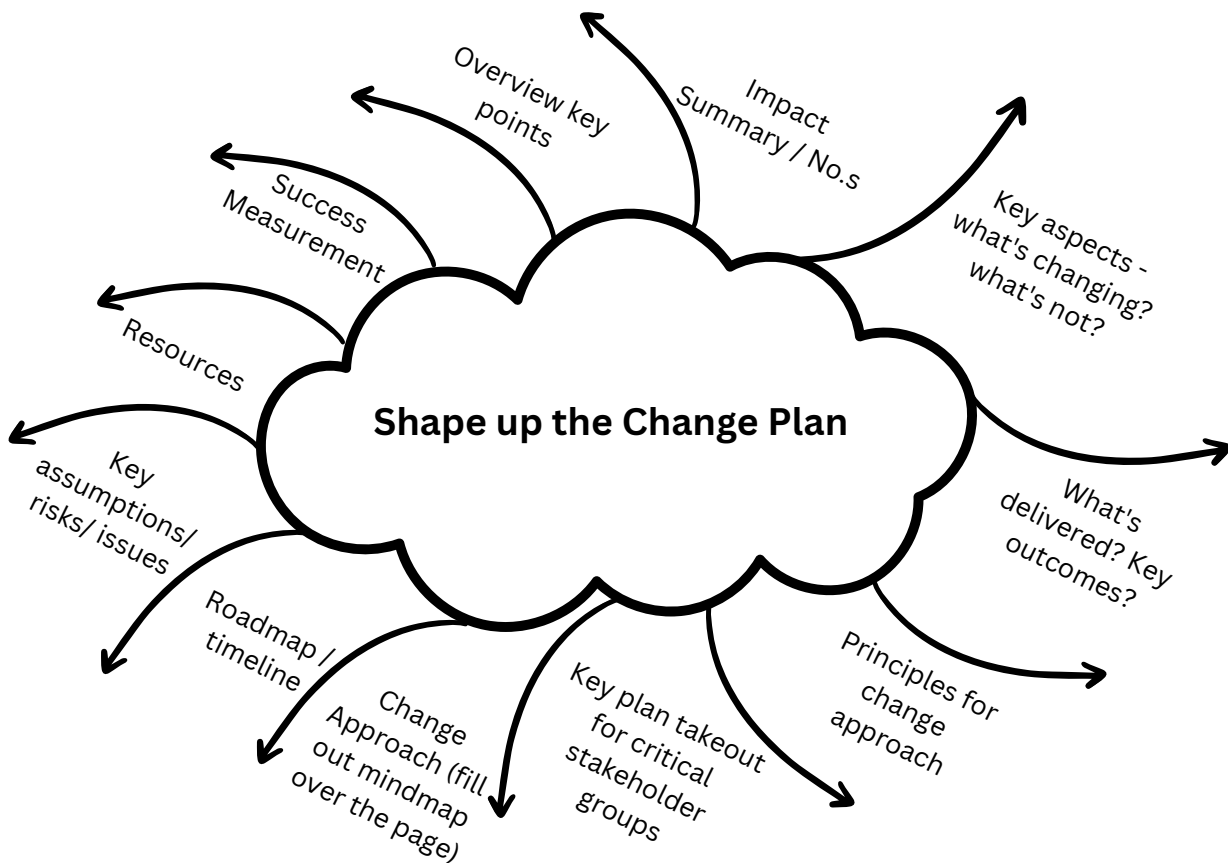 Overview key
points
Impact
Summary / No.s
Key aspects -
what's changing?
what's not?
What's
delivered? Key
outcomes?
Principles for
change
approach
Key plan takeout
for critical
stakeholder
groups
Change
Approach (fill
out mindmap
over the page)
Roadmap /
timeline
Key
assumptions/
risks/ issues
Resources
Success
Measurement
Shape up the Change Plan